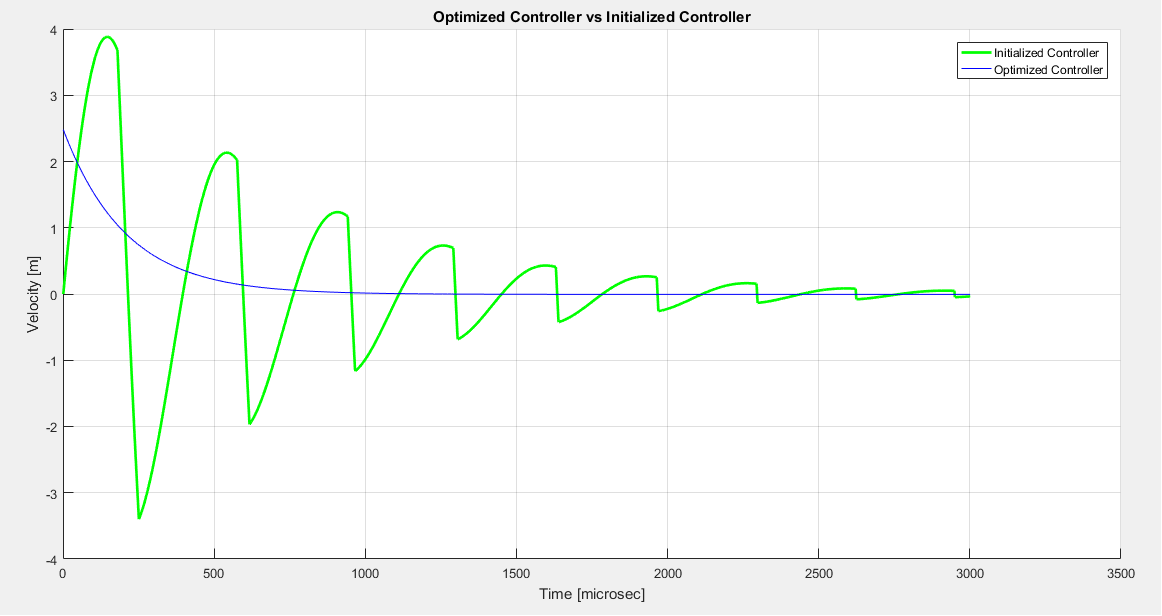 Optimized Controller vs Initialized Controller
Initialized Controller
Optimized Controller
4
3
2
1
0
-1
-2
-3
-4
Velocity [m]
0 500 1000 1500 2000 2500 3000 3500
Time [microsec]